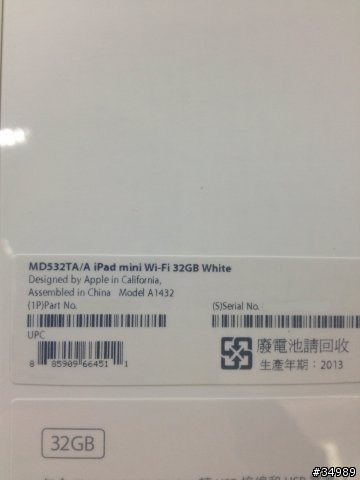 MD532TA/A iPad mini Wi-Fi 32GB White
Designed by Apple in California,
Assembled in China Model A1432
(1P)Part No.
(S)Serial No.
UPC
8 85909 66451 1
廢電池請回收
生產年期：2013
32GB
#34989